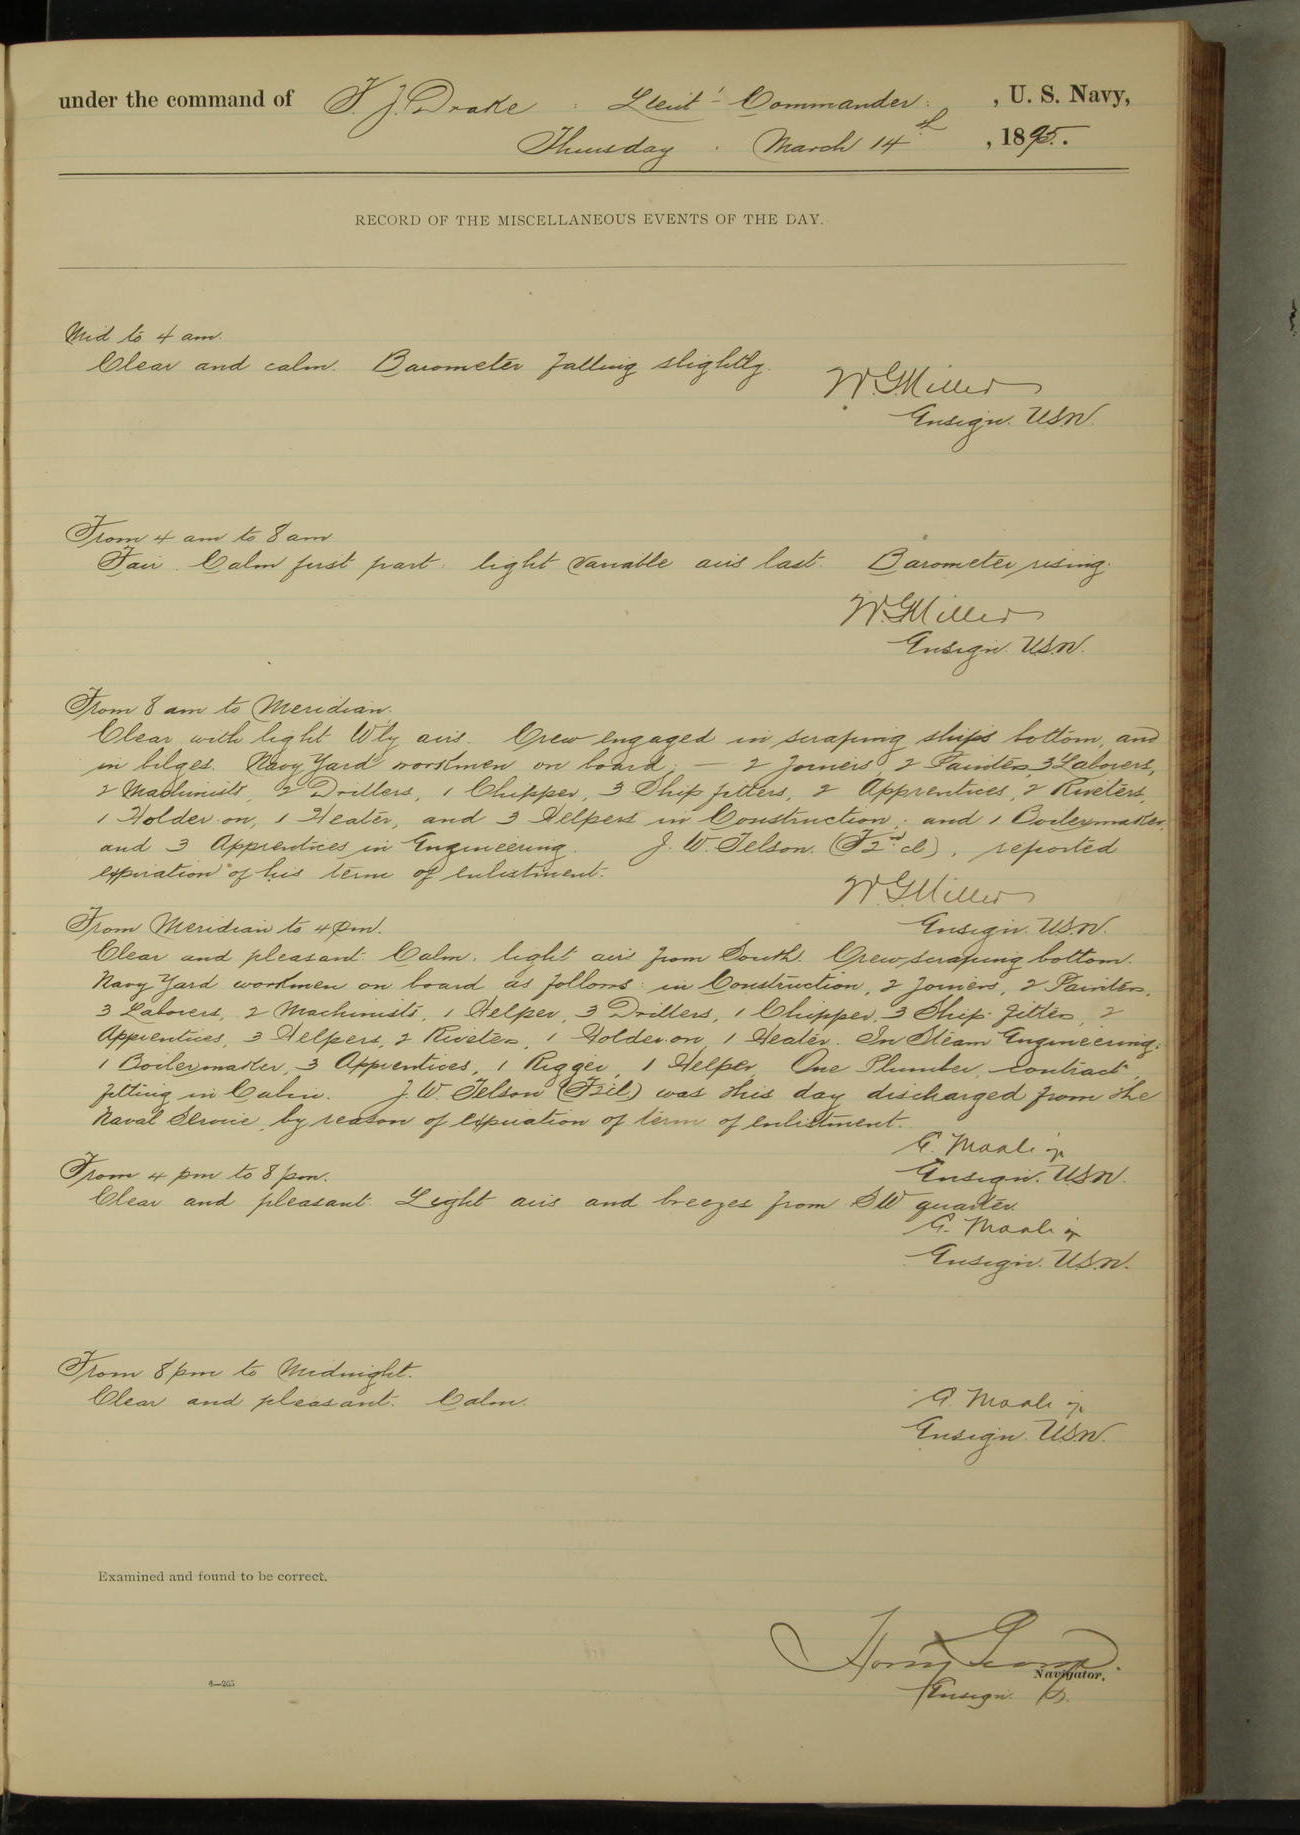 under the command of F. J. Drake : Lieut'- Commander. , U. S. Navy,
Thursday . March 14th , 1895.
RECORD OF THE MISCELLANEOUS EVENTS OF THE DAY.
Mid to 4 am.
Clear and calm. Barometer falling slightly.
W. G. Miller
Ensign. USN.
From 4 am to 8 am
Fair. Calm first part. light variable airs last. Barometer rising.
W. G. Miller
Ensign. U.S.N.
From 8 am to Meridian.
Clear with light W'ly airs. Crew engaged in scraping ships bottom, and
in bilges. Navy Yard workmen on board: — 2 Joiners 2 Painters, 3 Laborers,
2 Machinists, 2 Drillers, 1 Chipper, 3 Ship fitters, 2 Apprentices, 2 Riveters,
1 Holder on, 1 Heater, and 3 Helpers in Construction; and 1 Boilermaker,
and 3 Apprentices in Engineering. J. W. Telson. (F 2nd cl), reported
expiration of his term of enlistment.
W. G. Miller
Ensign. U.S.N.
From Meridian to 4 pm.
Clear and pleasant. Calm. light airs from South. Crew scraping bottom.
Navy Yard workmen on board as follows: in Construction, 2 Joiners, 2 Painters,
3 Laborers, 2 Machinists, 1 Helper, 3 Drillers, 1 Chipper, 3 Ship-fitters, 2
Apprentices, 3 Helpers, 2 Riveters, 1 Holder on, 1 Heater. In Steam Engineering:
1 Boilermaker, 3 Apprentices, 1 Rigger, 1 Helper, One Plumber, contract,
fitting in Cabin. J. W. Telson (F2cl) was this day discharged from the
Naval Service, by reason of expiration of term of enlistment.
Ensign. U.S.N.
From 4 pm to 8 pm.
Clear and pleasant. Light airs and breezes from SW quarter.
Ensign. U.S.N.
From 8 pm to Midnight.
Clear and pleasant. Calm.
Ensign. U.S.N.
Examined and found to be correct.
Harry George
Navigator.
Ensign